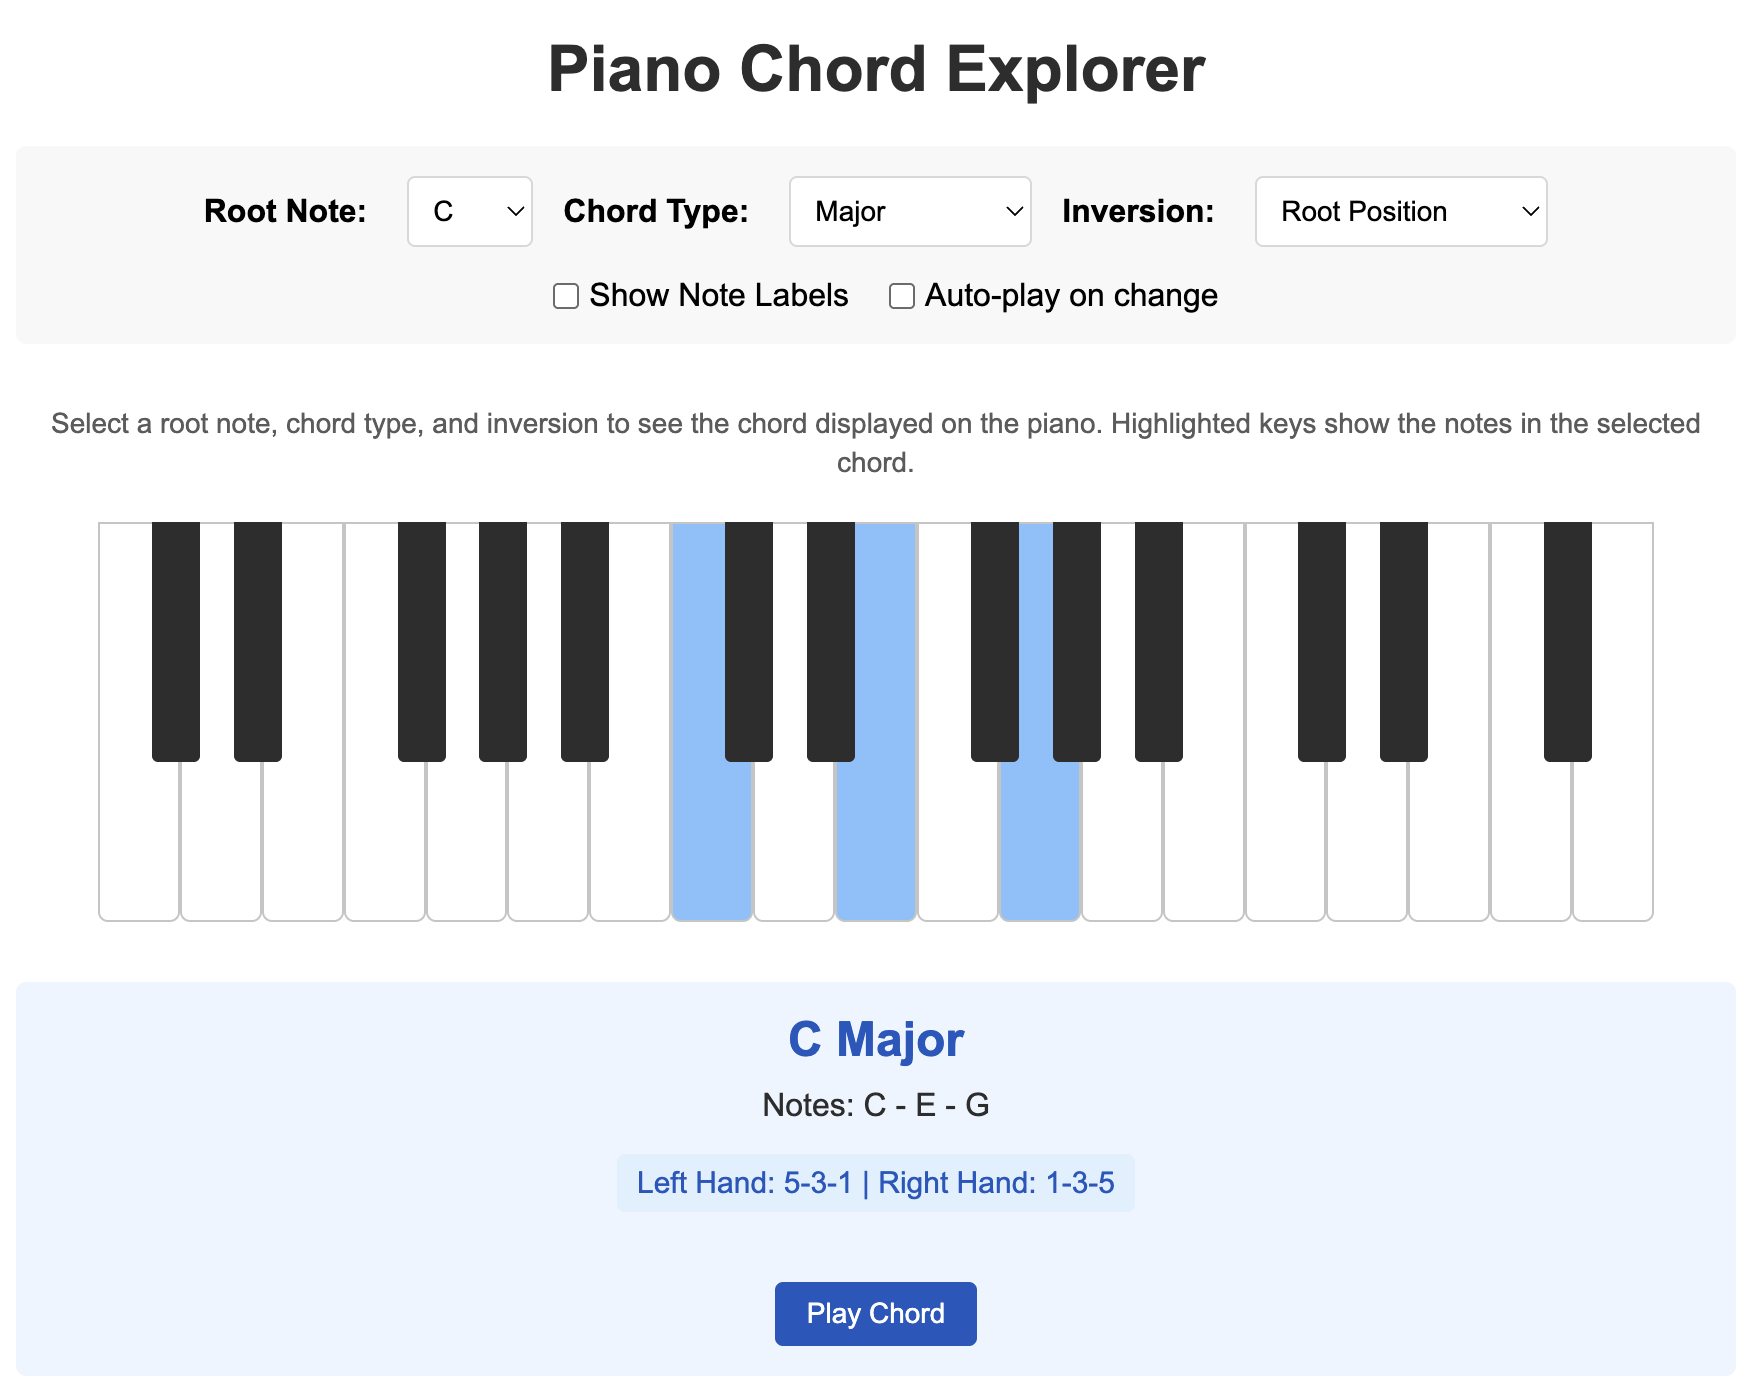 Piano Chord Explorer
Root Note: C Chord Type: Major Inversion: Root Position
Show Note Labels Auto-play on change
Select a root note, chord type, and inversion to see the chord displayed on the piano. Highlighted keys show the notes in the selected
chord.
C Major
Notes: C - E - G
Left Hand: 5-3-1 | Right Hand: 1-3-5
Play Chord